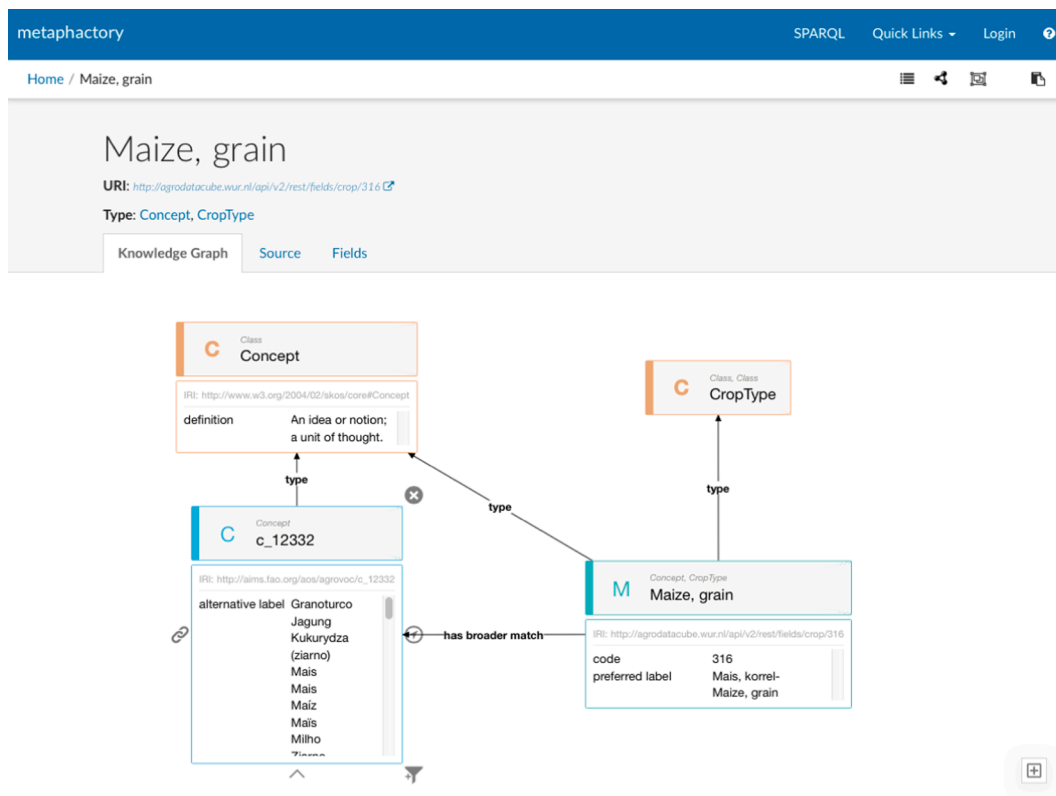 metaphactory
SPARQL Quick Links Login
Home / Maize, grain
Maize, grain
URI: http://agrodatacube.wur.nl/api/v2/rest/fields/crop/316
Type: Concept, CropType
Knowledge Graph Source Fields
C
Class
Concept
IRI: http://www.w3.org/2004/02/skos/core#Concept
definition An idea or notion;
a unit of thought.
C
Class, Class
CropType
type
type
type
C
Concept
c_12332
IRI: http://aims.fao.org/aos/agrovoc/c_12332
alternative label Granoturco
Jagung
Kukurydza
(ziarno)
Mais
Mais
Maíz
Maïs
Milho
Ziarno
has broader match
M
Concept, CropType
Maize, grain
IRI: http://agrodatacube.wur.nl/api/v2/rest/fields/crop/316
code 316
preferred label Mais, korrel-
Maize, grain